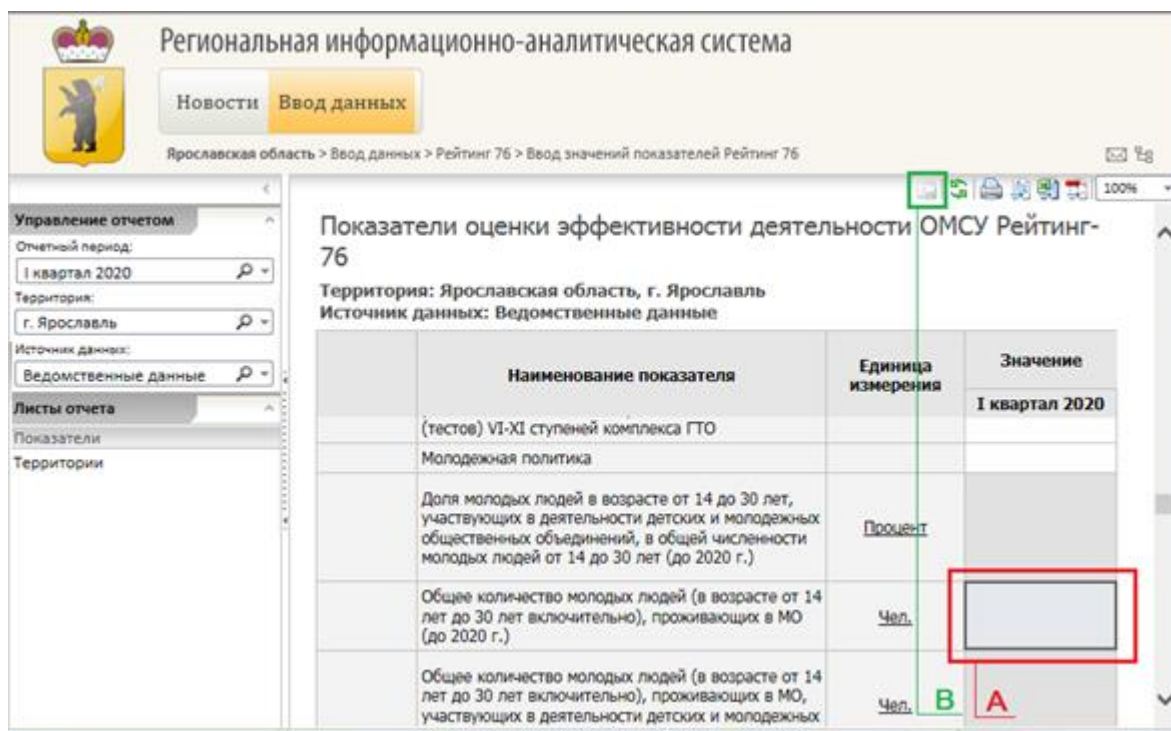 Региональная информационно-аналитическая система
Новости Ввод данных
Ярославская область > Ввод данных > Рейтинг 76 > Ввод значений показателей Рейтинг 76
100%
Управление отчетом
Отчетный период:
I квартал 2020
Территория:
г. Ярославль
Источник данных:
Ведомственные данные
Листы отчета
Показатели
Территории
Показатели оценки эффективности деятельности ОМСУ Рейтинг-
76
Территория: Ярославская область, г. Ярославль
Источник данных: Ведомственные данные
Наименование показателя
Единица
измерения
Значение
I квартал 2020
(тестов) VI-XI ступеней комплекса ГТО
Молодежная политика
Доля молодых людей в возрасте от 14 до 30 лет,
участвующих в деятельности детских и молодежных
общественных объединений, в общей численности
молодых людей от 14 до 30 лет (до 2020 г.)
Процент
Общее количество молодых людей (в возрасте от 14
лет до 30 лет включительно), проживающих в МО
(до 2020 г.)
Чел.
Общее количество молодых людей (в возрасте от 14
лет до 30 лет включительно), проживающих в МО,
участвующих в деятельности детских и молодежных
Чел.
B
A